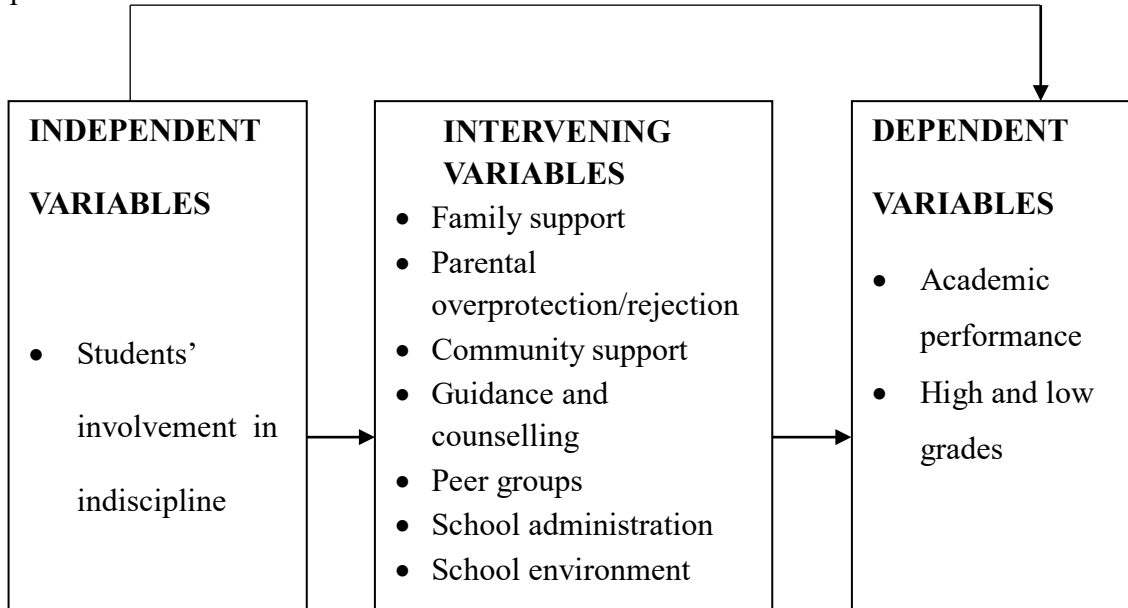 INDEPENDENT
VARIABLES
• Students’
involvement in
indiscipline
INTERVENING
VARIABLES
• Family support
• Parental
overprotection/rejection
• Community support
• Guidance and
counselling
• Peer groups
• School administration
• School environment
DEPENDENT
VARIABLES
• Academic
performance
• High and low
grades